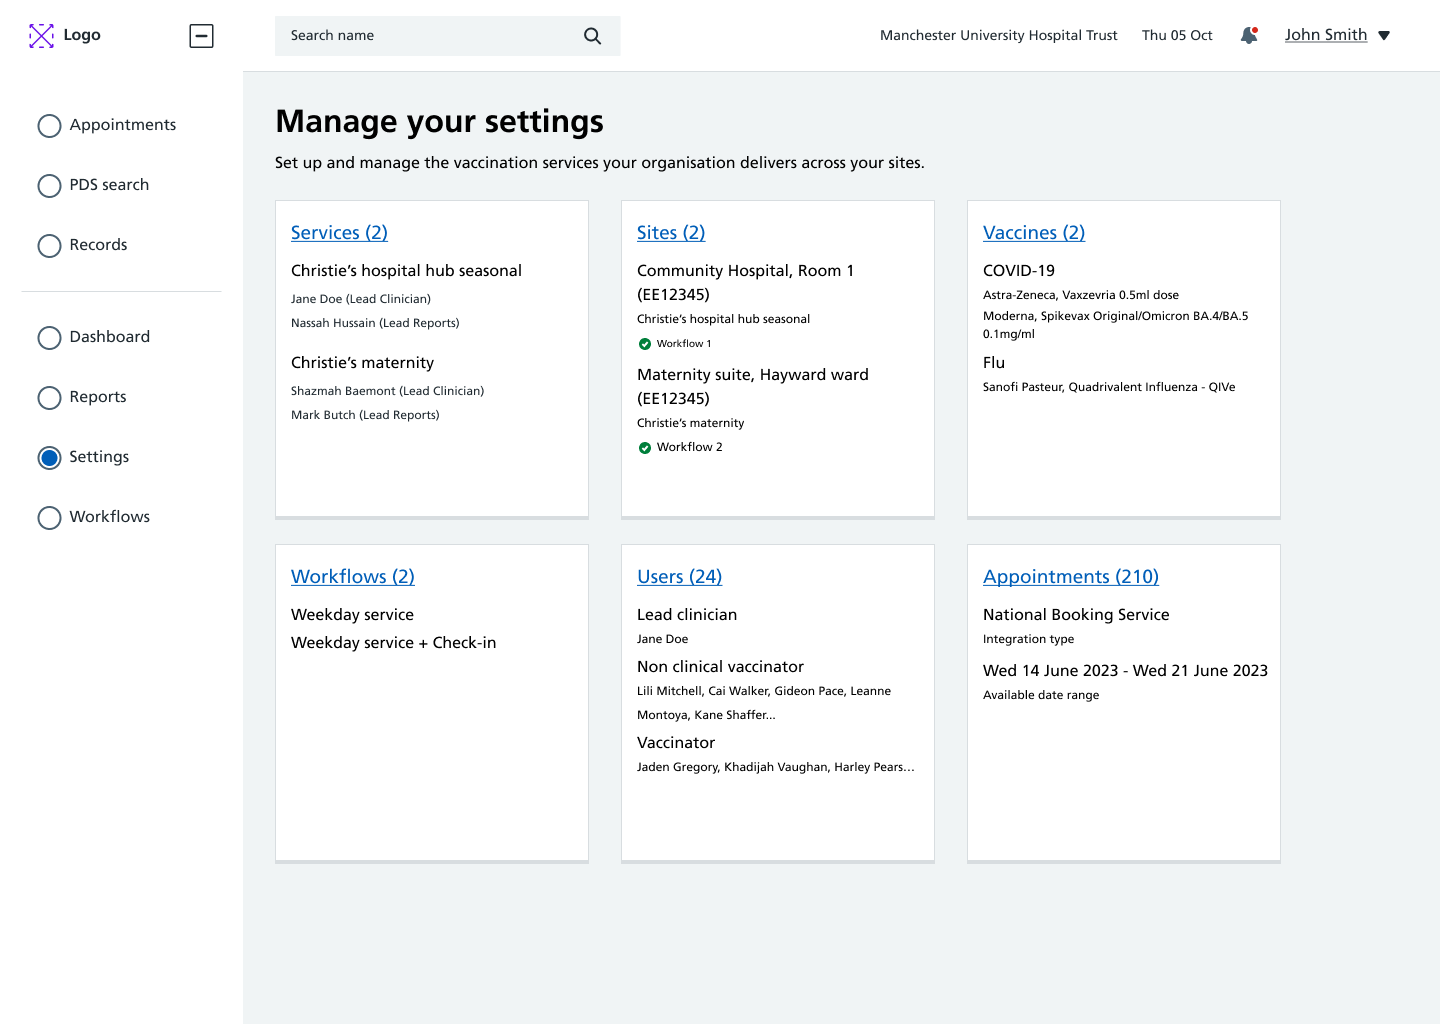 Logo
Search name
Manchester University Hospital Trust
Thu 05 Oct
John Smith
Appointments
PDS search
Records
Dashboard
Reports
Settings
Workflows
Manage your settings
Set up and manage the vaccination services your organisation delivers across your sites.
Services (2)
Christie’s hospital hub seasonal
Jane Doe (Lead Clinician)
Nassah Hussain (Lead Reports)
Christie’s maternity
Shazmah Baemont (Lead Clinician)
Mark Butch (Lead Reports)
Sites (2)
Community Hospital, Room 1
(EE12345)
Christie’s hospital hub seasonal
Workflow 1
Maternity suite, Hayward ward
(EE12345)
Christie’s maternity
Workflow 2
Vaccines (2)
COVID-19
Astra-Zeneca, Vaxzevria 0.5ml dose
Moderna, Spikevax Original/Omicron BA.4/BA.5
0.1mg/ml
Flu
Sanofi Pasteur, Quadrivalent Influenza - QIVe
Workflows (2)
Weekday service
Weekday service + Check-in
Users (24)
Lead clinician
Jane Doe
Non clinical vaccinator
Lili Mitchell, Cai Walker, Gideon Pace, Leanne
Montoya, Kane Shaffer...
Vaccinator
Jaden Gregory, Khadijah Vaughan, Harley Pears...
Appointments (210)
National Booking Service
Integration type
Wed 14 June 2023 - Wed 21 June 2023
Available date range